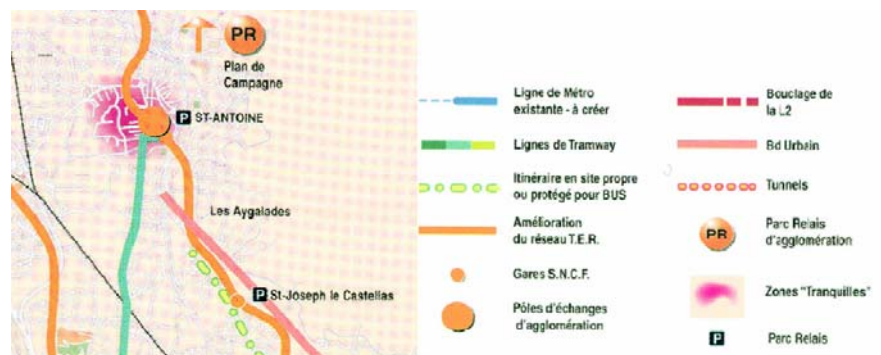 PR
Plan de
Campagne
P ST-ANTOINE
Les Aygalades
P St-Joseph le Castellas
Ligne de Métro
existante - à créer
Lignes de Tramway
Itinéraire en site propre
ou protégé pour BUS
Amélioration
du réseau T.E.R.
Gares S.N.C.F.
Pôles d'échanges
d'agglomération
Bouclage de
la L2
Bd Urbain
Tunnels
PR
Parc Relais
d'agglomération
Zones "Tranquilles"
P
Parc Relais